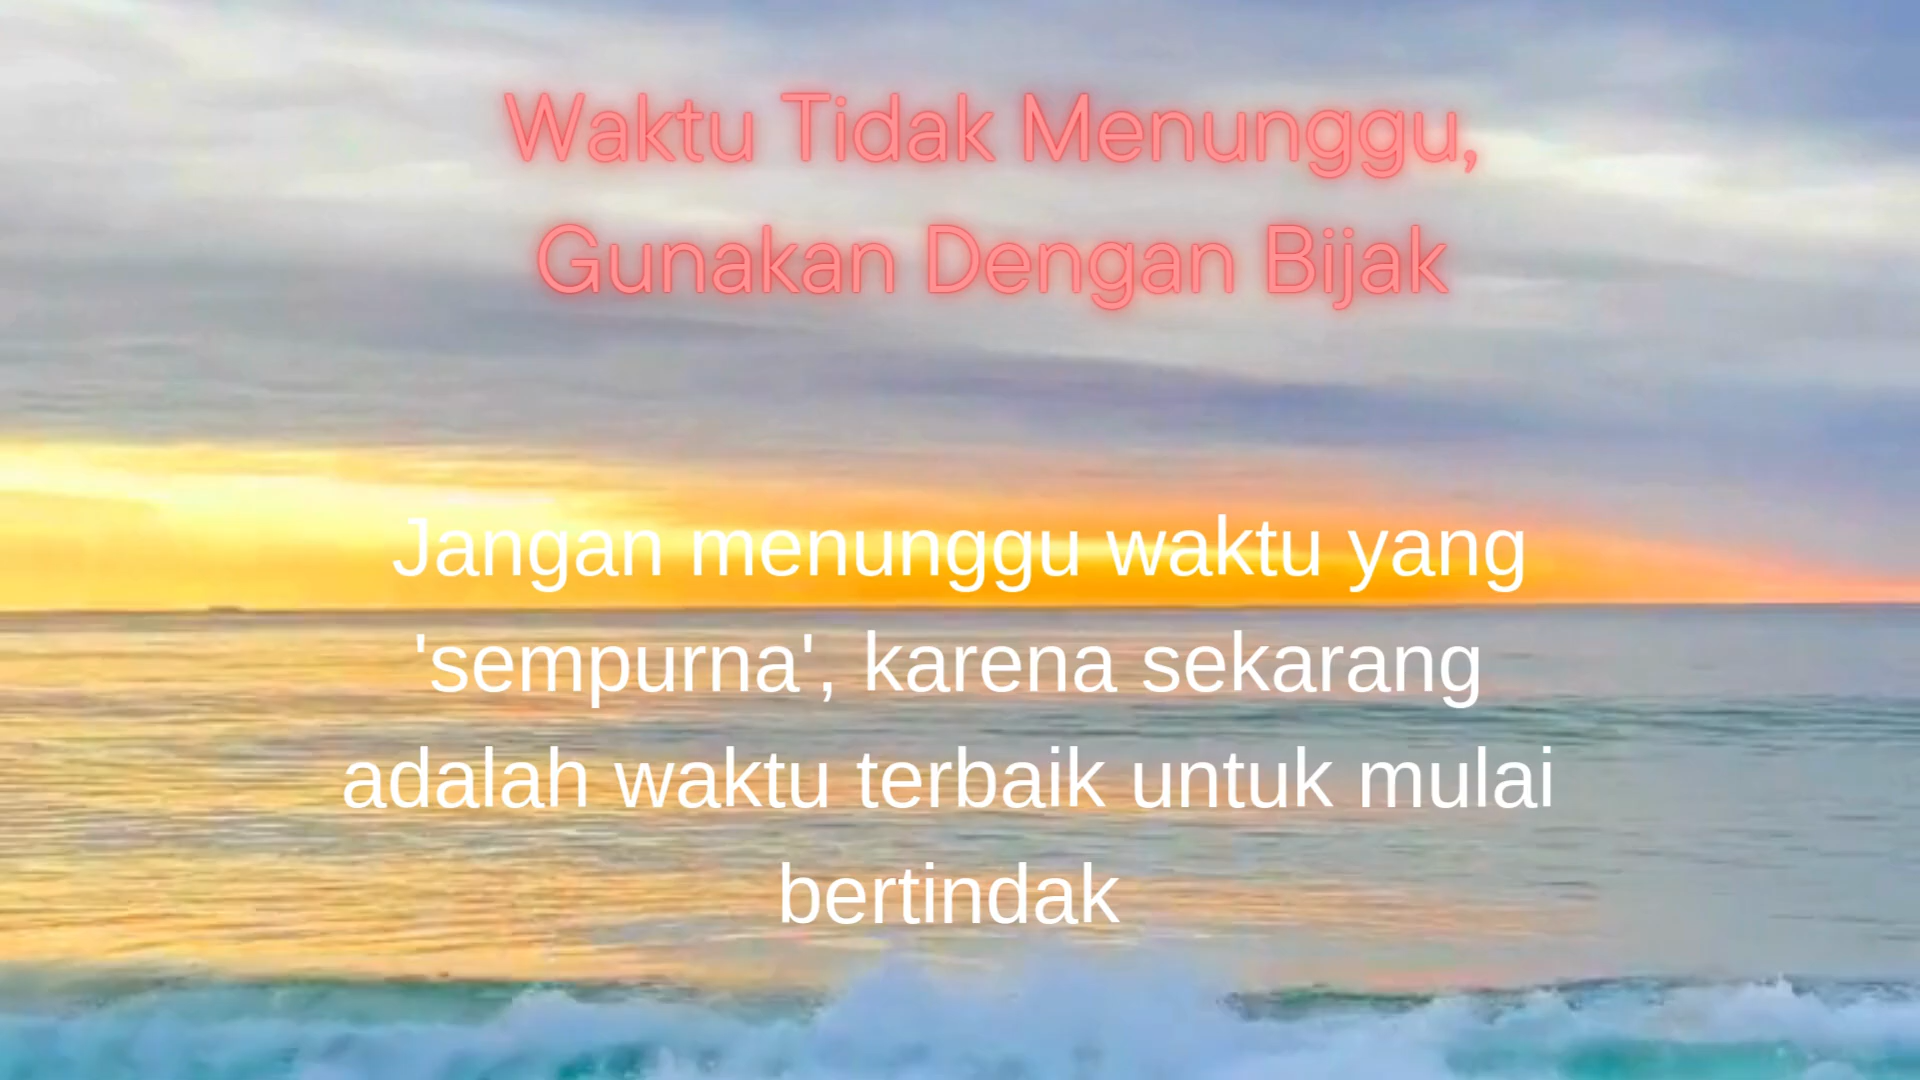 Waktu Tidak Menunggu,
Gunakan Dengan Bijak
Jangan menunggu waktu yang
'sempurna', karena sekarang
adalah waktu terbaik untuk mulai
bertindak